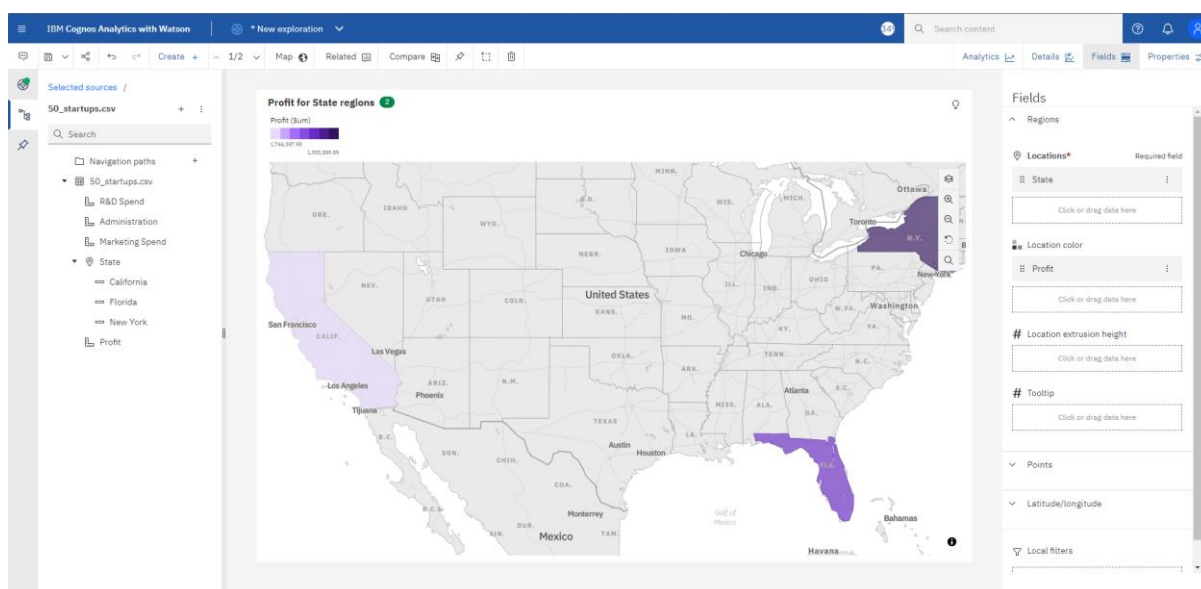 IBM Cognos Analytics with Watson
* New exploration
Search content
Create +
1/2
Map
Related
Compare
Analytics
Details
Fields
Properties
Selected sources /
50_startups.csv
Search
Navigation paths
50_startups.csv
R&D Spend
Administration
Marketing Spend
State
California
Florida
New York
Profit
Profit for State regions 2
Profit (Sum)
MINN.
Ottawa
ORE.
IDAHO
S.D.
WIS.
MICH.
WYO.
Toronto
N.Y.
IOWA
Chicago
NEBR.
PA.
New York
NEV.
UTAH
COLO.
United States
ILL.
IND.
OHIO
W.VA.
Washington
KANS.
MO.
VA.
San Francisco
CALIF.
KY.
Las Vegas
OKLA.
TENN.
N.C.
ARK.
Los Angeles
ARIZ.
N.M.
Phoenix
Atlanta
S.C.
Tijuana
MISS.
ALA.
GA.
TEXAS
LA.
B.C.
Austin
Houston
SON.
CHIH.
FLA.
COA.
Gulf of
Mexico
B.C.S.
Monterrey
Bahamas
DUR.
SIN.
Mexico
TAM.
Havana
Fields
Regions
Locations*
Required field
State
Click or drag data here
Location color
Profit
Click or drag data here
# Location extrusion height
Click or drag data here
# Tooltip
Click or drag data here
Points
Latitude/longitude
Local filters